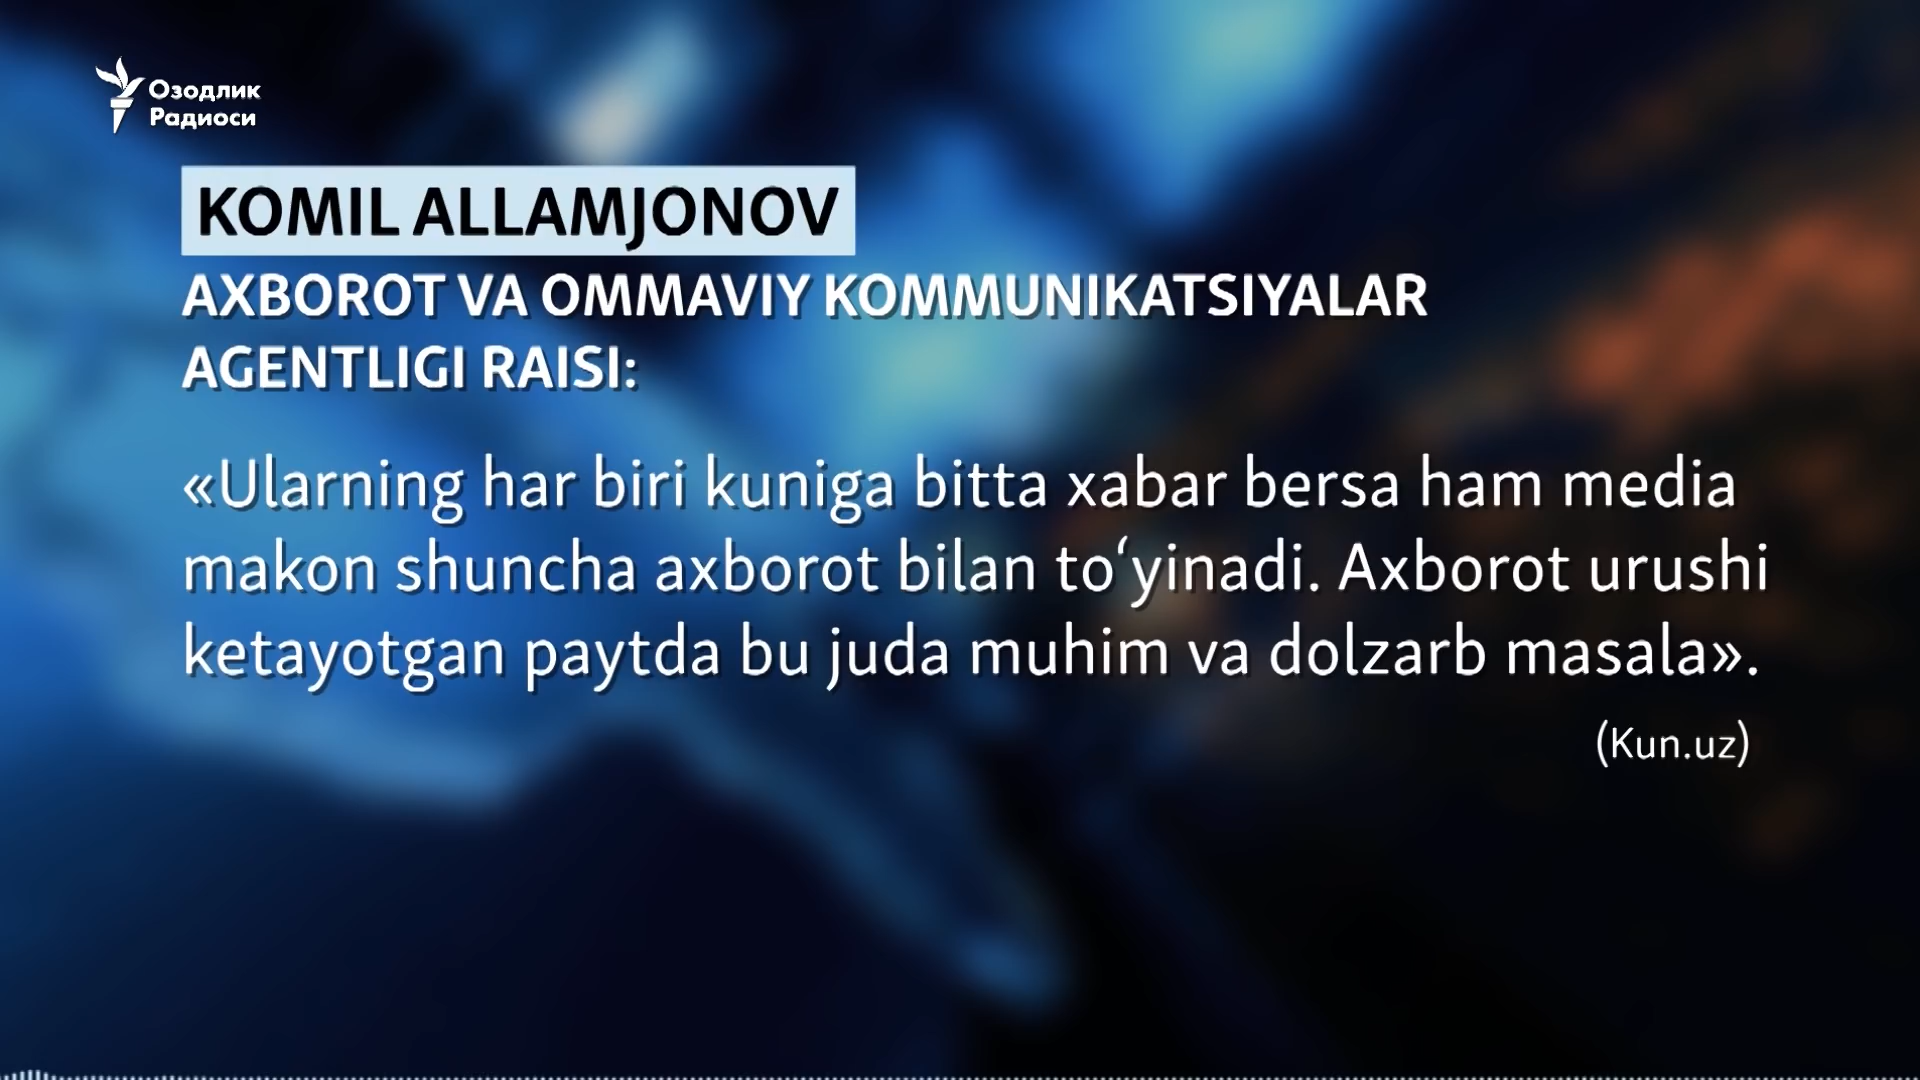 Озодлик
Радиоси
KOMIL ALLAMJONOV
AXBOROT VA OMMAVIY KOMMUNIKATSIYALAR
AGENTLIGI RAISI:
«Ularning har biri kuniga bitta xabar bersa ham media
makon shuncha axborot bilan to‘yinadi. Axborot urushi
ketayotgan paytda bu juda muhim va dolzarb masala».
(Kun.uz)